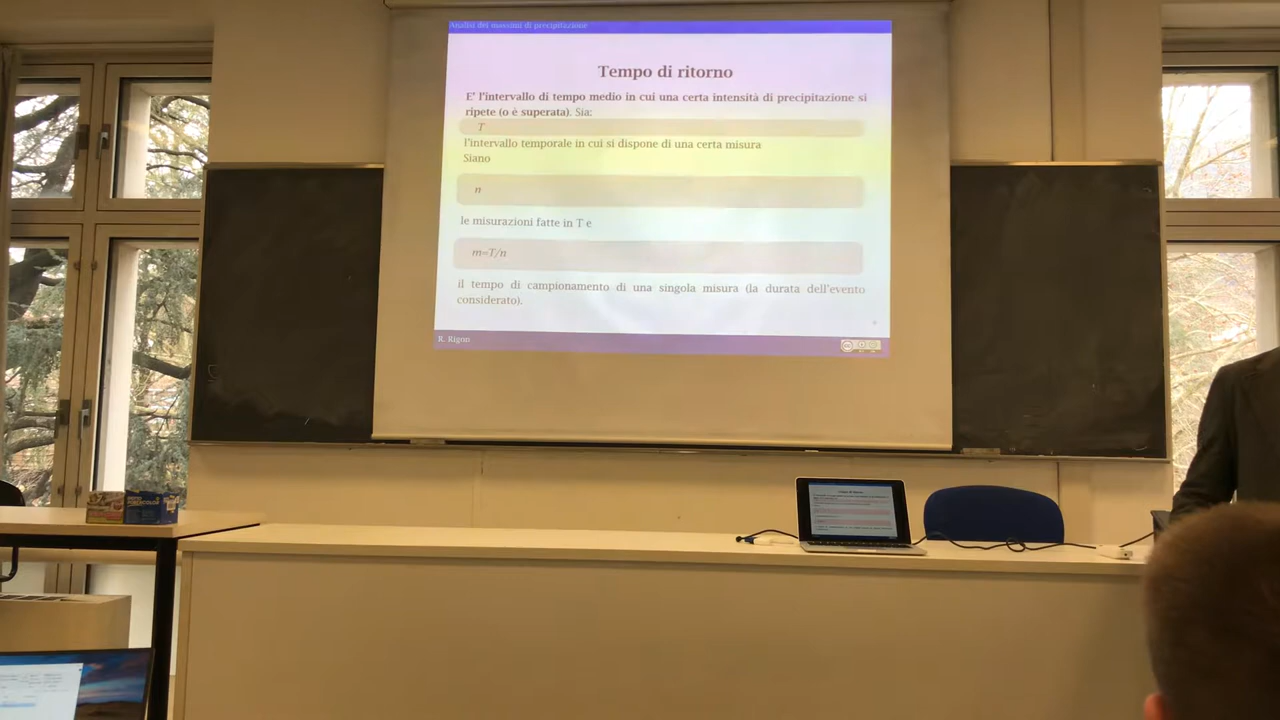 Analisi dei massimi di precipitazione
Tempo di ritorno
E' l'intervallo di tempo medio in cui una certa intensità di precipitazione si
ripete (o è superata). Sia:
T
l'intervallo temporale in cui si dispone di una certa misura
Siano
n
le misurazioni fatte in T e
m=T/n
il tempo di campionamento di una singola misura (la durata dell'evento
considerato).
R. Rigon